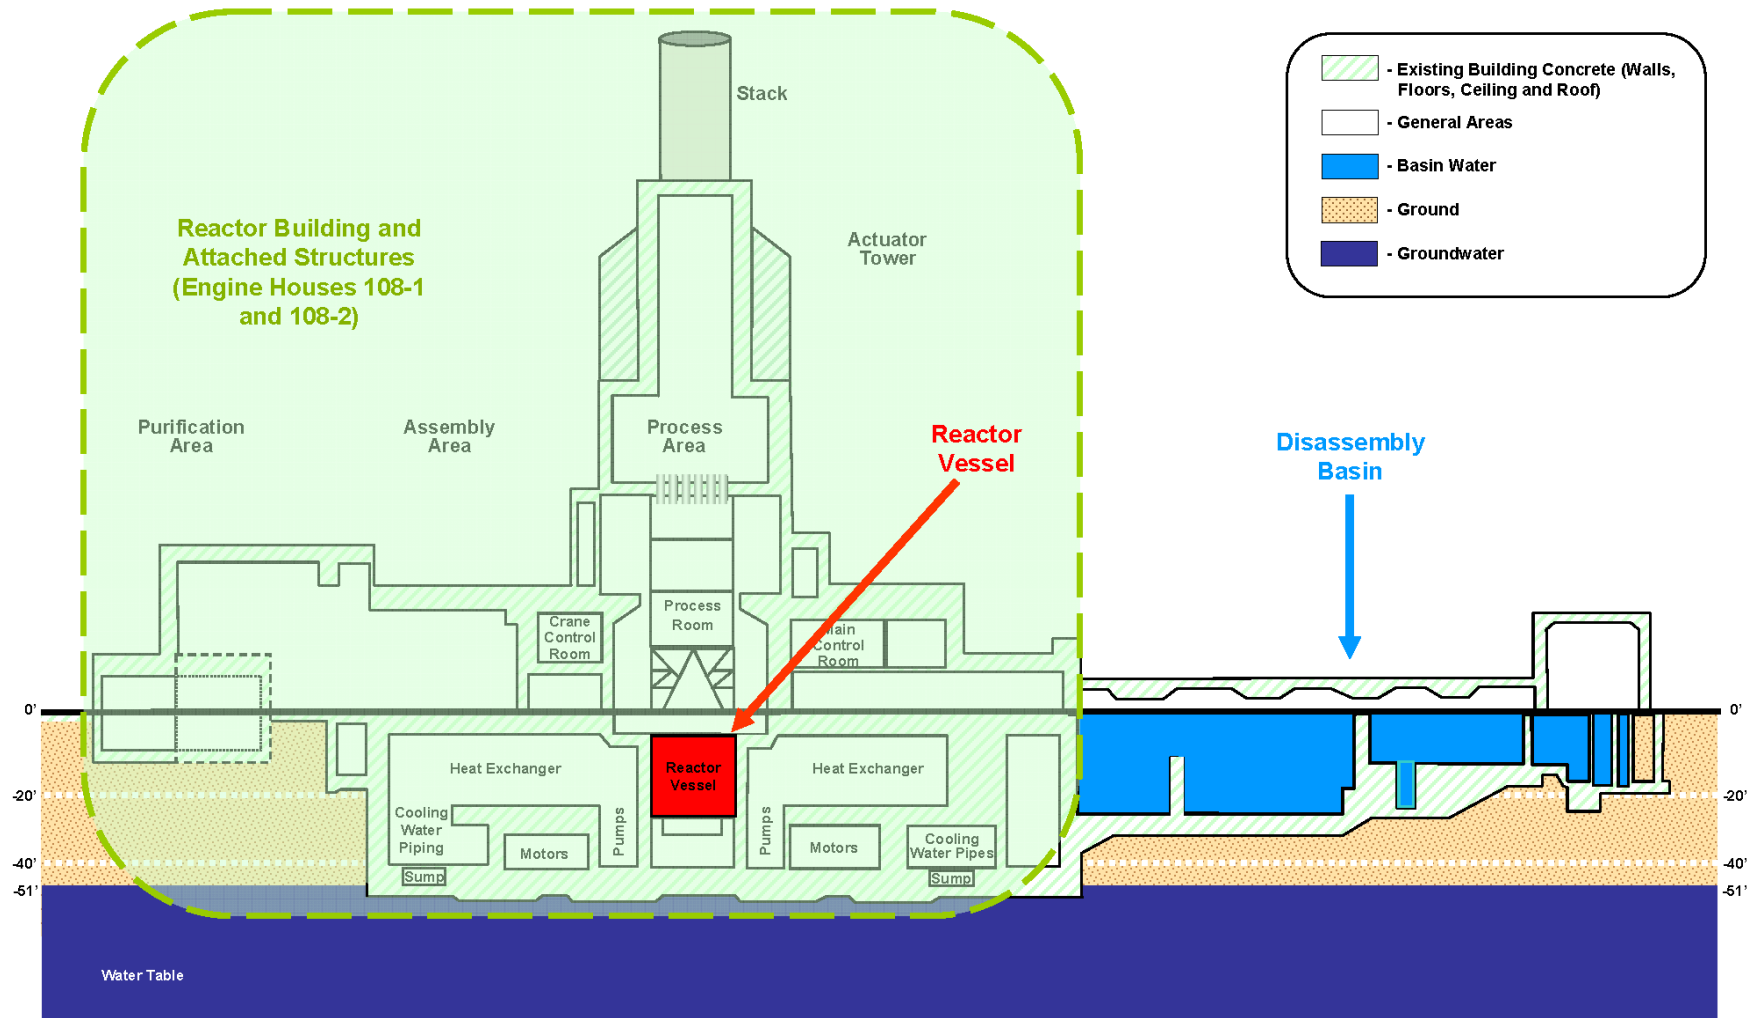 Stack
- Existing Building Concrete (Walls,
Floors, Ceiling and Roof)
- General Areas
- Basin Water
- Ground
- Groundwater
Reactor Building and
Attached Structures
(Engine Houses 108-1
and 108-2)
Actuator
Tower
Purification
Area
Assembly
Area
Process
Area
Reactor
Vessel
Disassembly
Basin
Process
Room
Crane
Control
Room
Main
Control
Room
0'
0'
Heat Exchanger
Reactor
Vessel
Heat Exchanger
-20'
-20'
Cooling
Water
Piping
Motors
Pumps
Pumps
Motors
Cooling
Water Pipes
-40'
-40'
Sump
Sump
-51'
-51'
Water Table